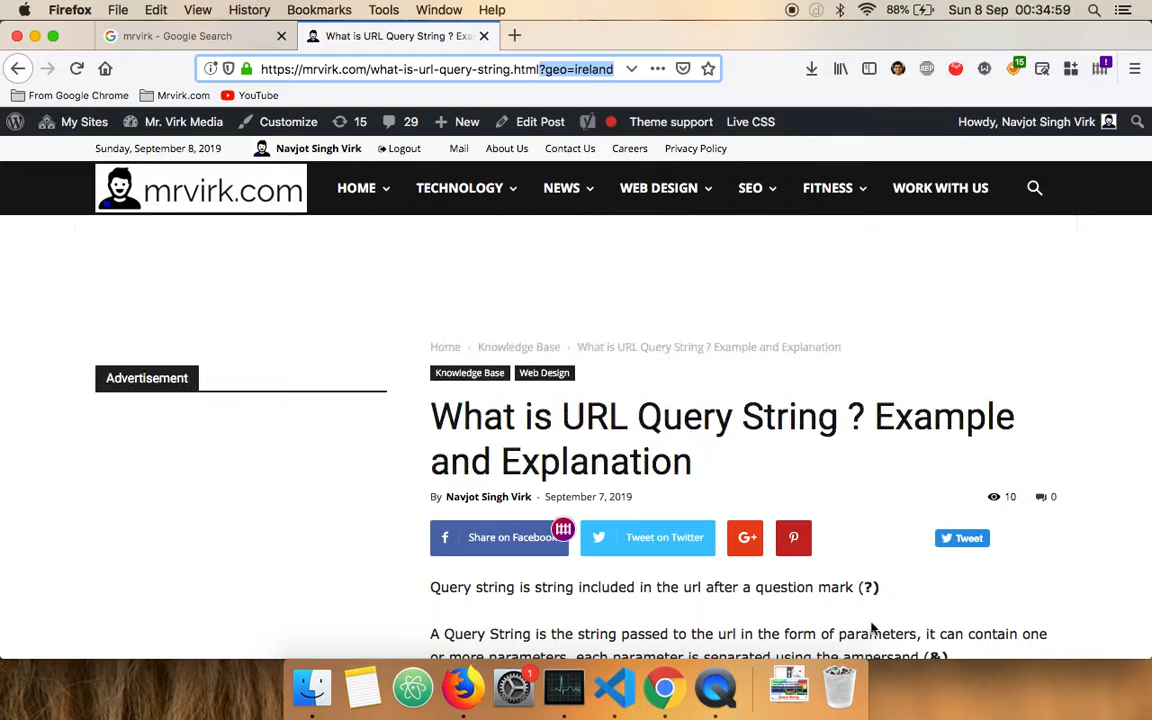 Firefox File Edit View History Bookmarks Tools Window Help 88% Sun 8 Sep 00:34:59
mrvirk - Google Search What is URL Query String ? Exa
https://mrvirk.com/what-is-url-query-string.html?geo=ireland ABP 15 !
From Google Chrome Mrvirk.com YouTube
My Sites Mr. Virk Media Customize 15 29 New Edit Post Theme support Live CSS Howdy, Navjot Singh Virk
Sunday, September 8, 2019 Navjot Singh Virk Logout Mail About Us Contact Us Careers Privacy Policy
mrvirk.com HOME TECHNOLOGY NEWS WEB DESIGN SEO FITNESS WORK WITH US
Home › Knowledge Base › What is URL Query String ? Example and Explanation
Advertisement
Knowledge Base Web Design
What is URL Query String ? Example
and Explanation
By Navjot Singh Virk - September 7, 2019 10 0
Share on Facebook Tweet on Twitter G+ Tweet
Query string is string included in the url after a question mark (?)
A Query String is the string passed to the url in the form of parameters, it can contain one
or more parameters, each parameter is separated using the ampersand (&)
1